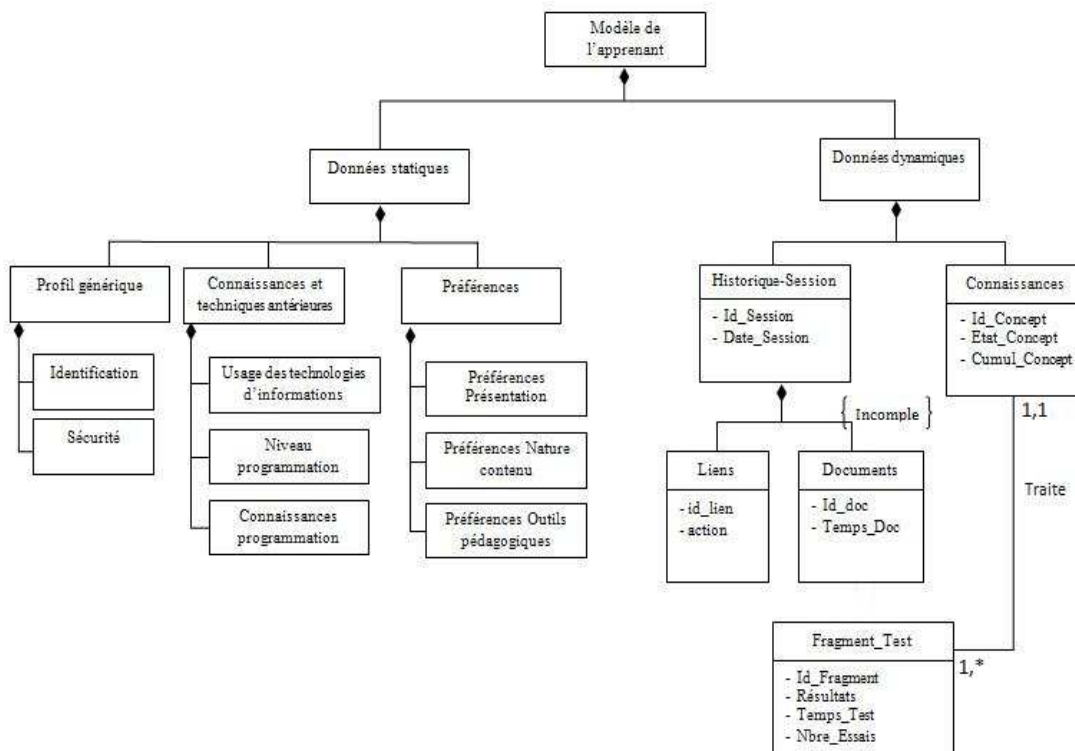 Modèle de
l'apprenant
Données statiques
Données dynamiques
Profil générique
Identification
Sécurité
Connaissances et
techniques antérieures
Usage des technologies
d'informations
Niveau
programmation
Connaissances
programmation
Préférences
Préférences
Présentation
Préférences Nature
contenu
Préférences Outils
pédagogiques
Historique-Session
- Id_Session
- Date_Session
{ Incomple }
Liens
- id_lien
- action
Documents
- Id_doc
- Temps_Doc
Connaissances
- Id_Concept
- Etat_Concept
- Cumul_Concept
1,1
Traite
1,*
Fragment_Test
- Id_Fragment
- Résultats
- Temps_Test
- Nbre_Essais